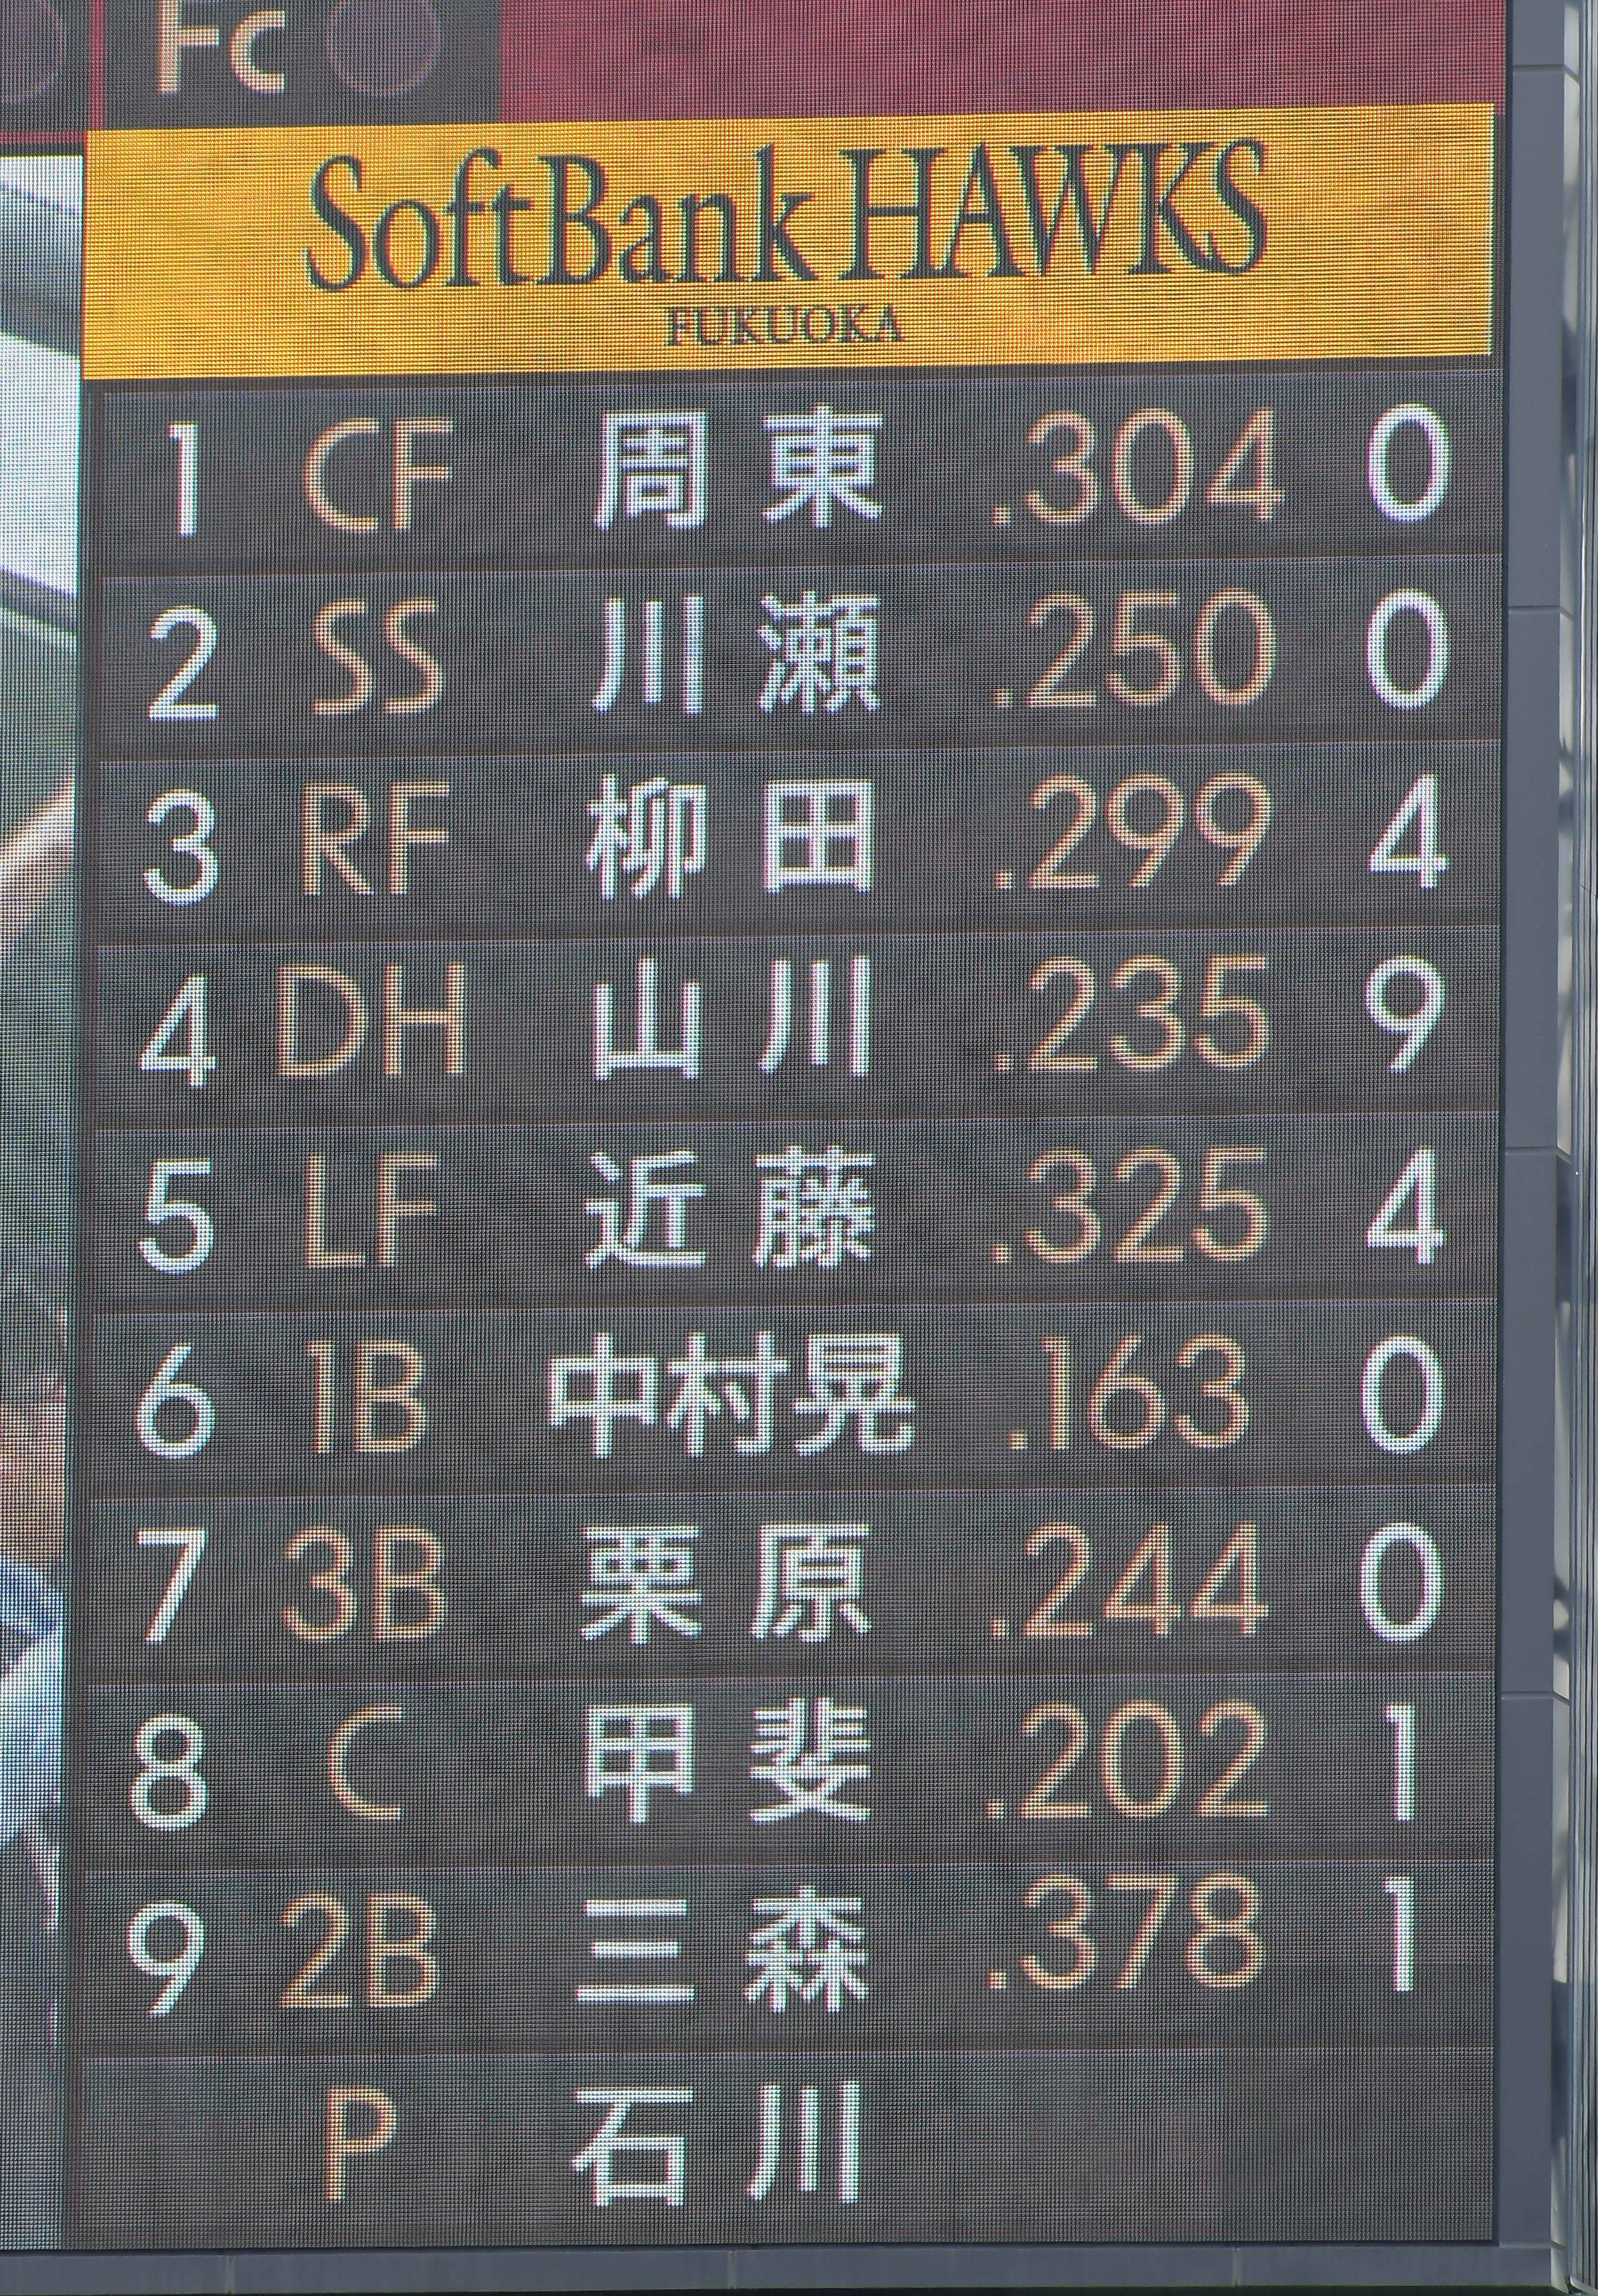 Fc
SoftBank HAWKS
FUKUOKA
1 CF 周東 .304 0
2 SS 川瀬 .250 0
3 RF 柳田 .299 4
4 DH 山川 .235 9
5 LF 近藤 .325 4
6 1B 中村晃 .163 0
7 3B 栗原 .244 0
8 C 甲斐 .202 1
9 2B 三森 .378 1
P 石川